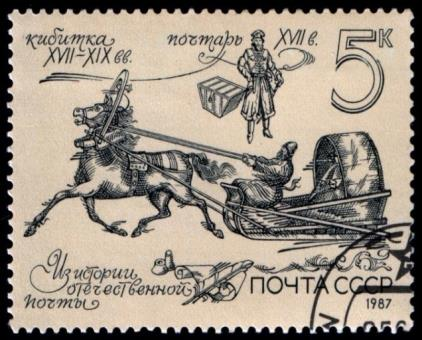 кибитка
XVII-XIX вв.
почтарь XVII в.
5к
Из истории
отечественной
почты
ПОЧТА СССР
1987